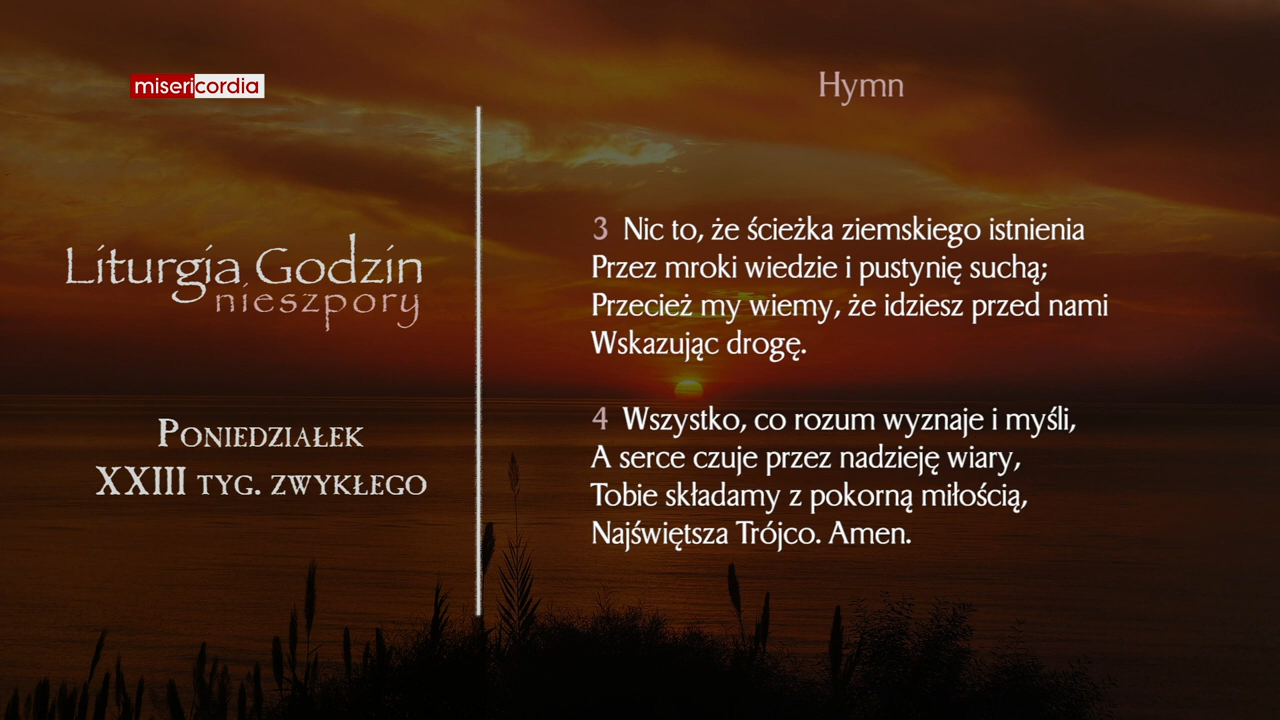 misericordia
Liturgia Godzin
nieszpory
Poniedziałek
XXIII tyg. zwykłego
Hymn
3 Nic to, że ścieżka ziemskiego istnienia
Przez mroki wiedzie i pustynię suchą;
Przecież my wiemy, że idziesz przed nami
Wskazując drogę.
4 Wszystko, co rozum wyznaje i myśli,
A serce czuje przez nadzieję wiary,
Tobie składamy z pokorną miłością,
Najświętsza Trójco. Amen.